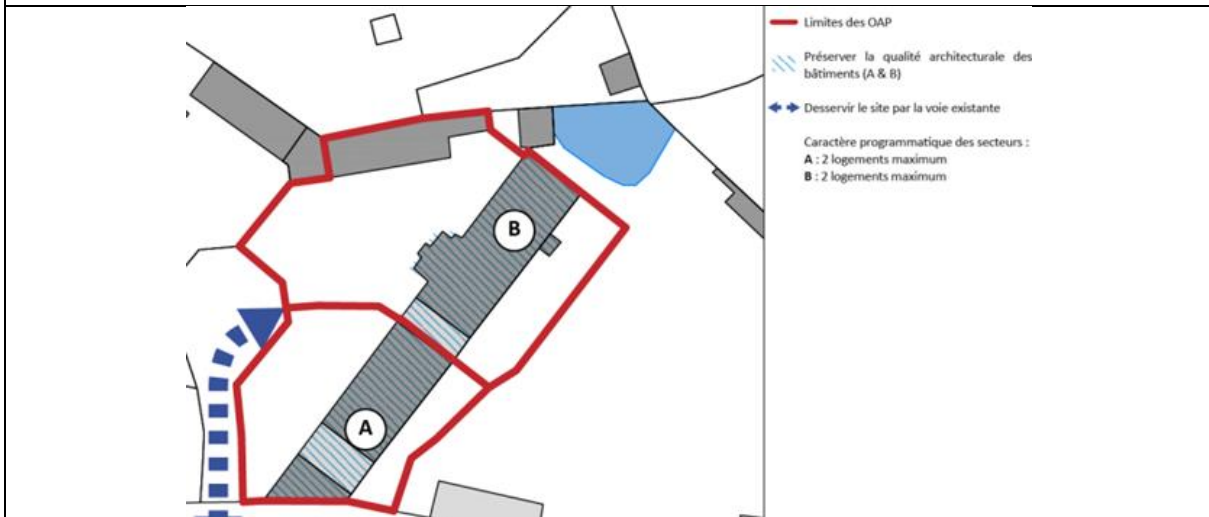 Limites des OAP
Préserver la qualité architecturale des
bâtiments (A & B)
Desservir le site par la voie existante
Caractère programmatique des secteurs :
A : 2 logements maximum
B : 2 logements maximum
B
A